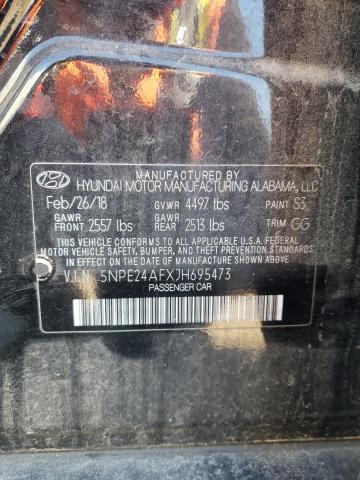 MANUFACTURED BY
HYUNDAI MOTOR MANUFACTURING ALABAMA, LLC
Feb/26/18 GVWR 4497 lbs PAINT S3
GAWR FRONT 2557 lbs GAWR REAR 2513 lbs TRIM GG
THIS VEHICLE CONFORMS TO ALL APPLICABLE U.S.A. FEDERAL
MOTOR VEHICLE SAFETY, BUMPER, AND THEFT PREVENTION STANDARDS
IN EFFECT ON THE DATE OF MANUFACTURE SHOWN ABOVE.
V.I.N: 5NPE24AFXJH695473
PASSENGER CAR